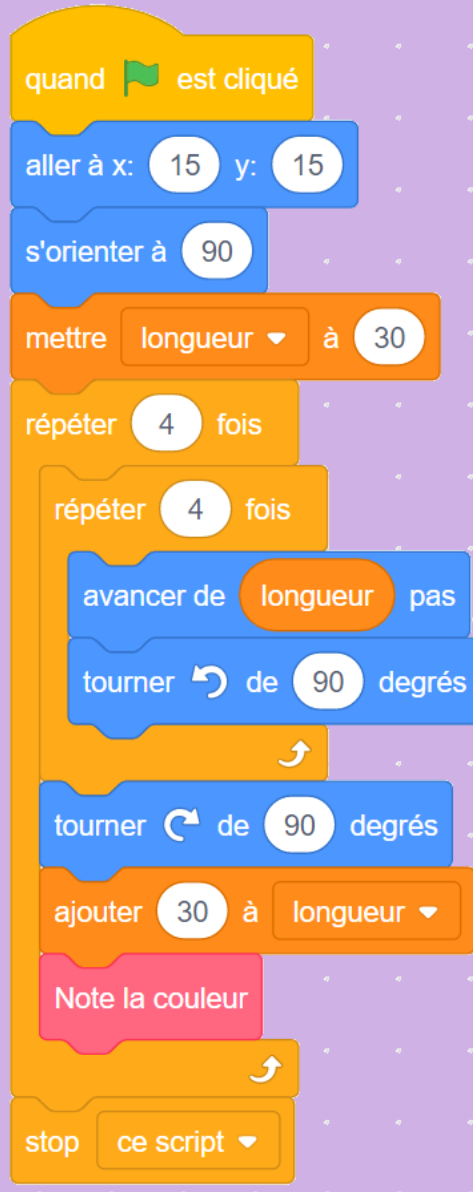 quand est cliqué
aller à x: 15 y: 15
s'orienter à 90
mettre longueur à 30
répéter 4 fois
répéter 4 fois
avancer de longueur pas
tourner de 90 degrés
tourner de 90 degrés
ajouter 30 à longueur
Note la couleur
stop ce script